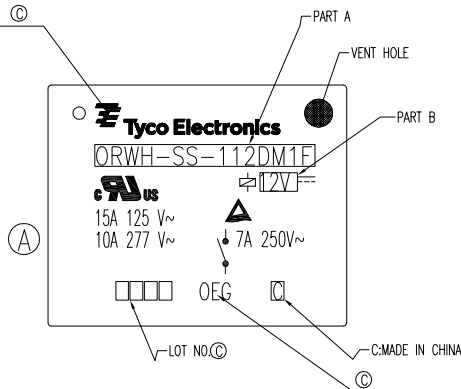 Ⓒ
PART A
VENT HOLE
Tyco Electronics
PART B
ORWH-SS-112DM1F
12V
c RU US
15A 125 V~
Ⓐ
10A 277 V~
7A 250V~
OEG
C
LOT NO.Ⓒ
C:MADE IN CHINA
Ⓒ